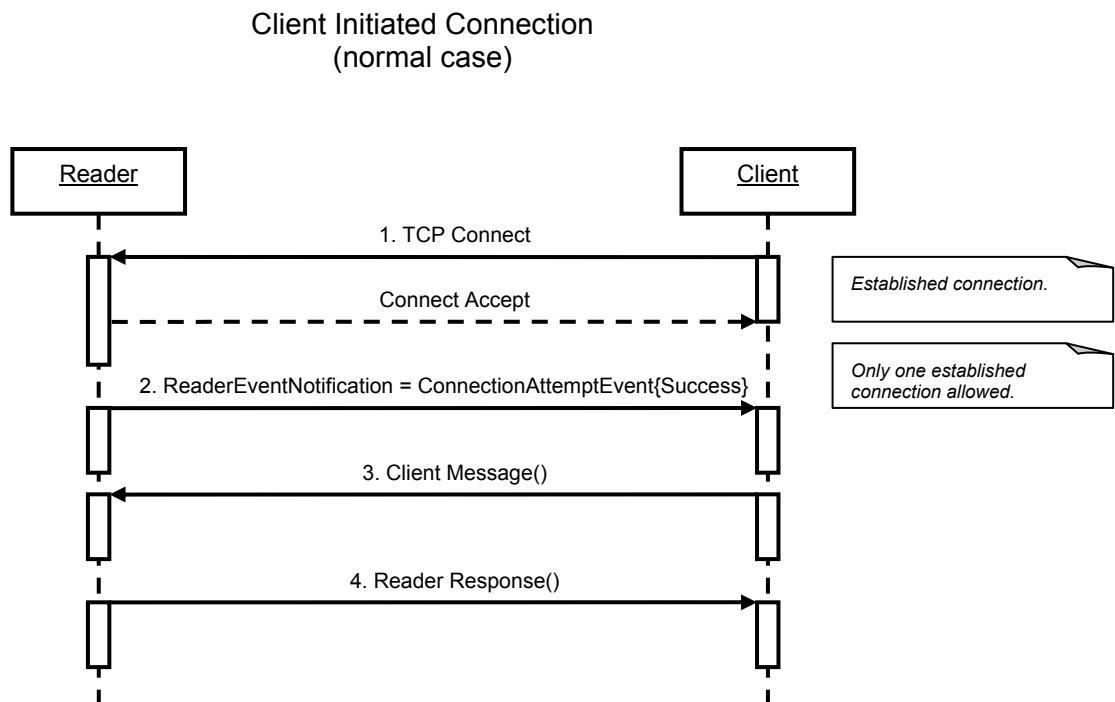 Client Initiated Connection
(normal case)
Reader
Client
1. TCP Connect
Established connection.
Connect Accept
Only one established
connection allowed.
2. ReaderEventNotification = ConnectionAttemptEvent{Success}
3. Client Message()
4. Reader Response()